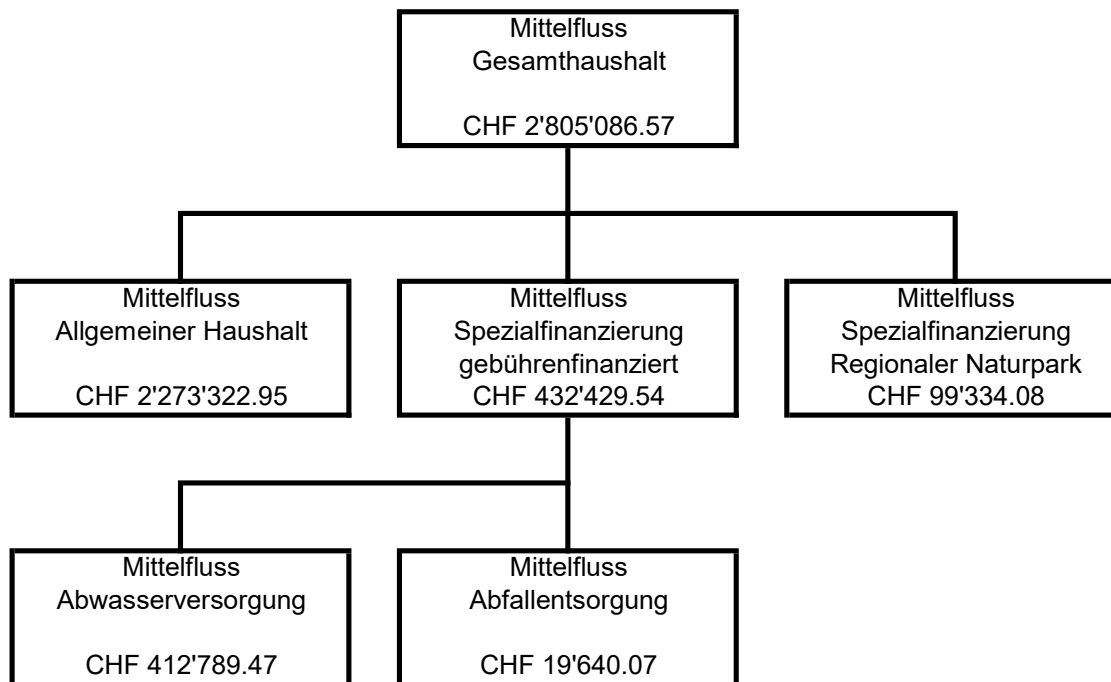 Mittelfluss
Gesamthaushalt
CHF 2'805'086.57
Mittelfluss
Allgemeiner Haushalt
CHF 2'273'322.95
Mittelfluss
Spezialfinanzierung
gebührenfinanziert
CHF 432'429.54
Mittelfluss
Spezialfinanzierung
Regionaler Naturpark
CHF 99'334.08
Mittelfluss
Abwasserversorgung
CHF 412'789.47
Mittelfluss
Abfallentsorgung
CHF 19'640.07